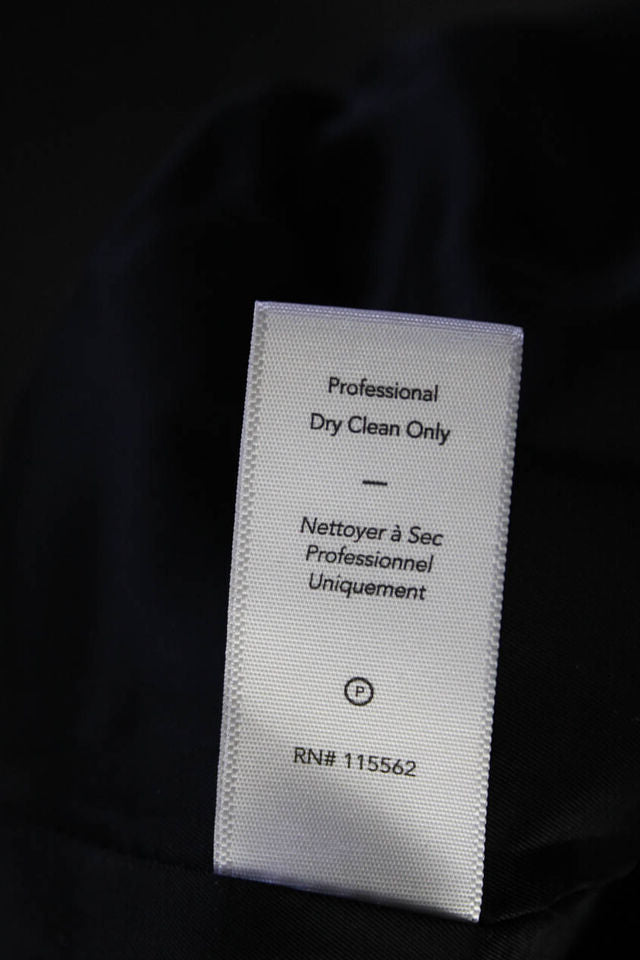 Professional
Dry Clean Only
—
Nettoyer à Sec
Professionnel
Uniquement
P
RN# 115562